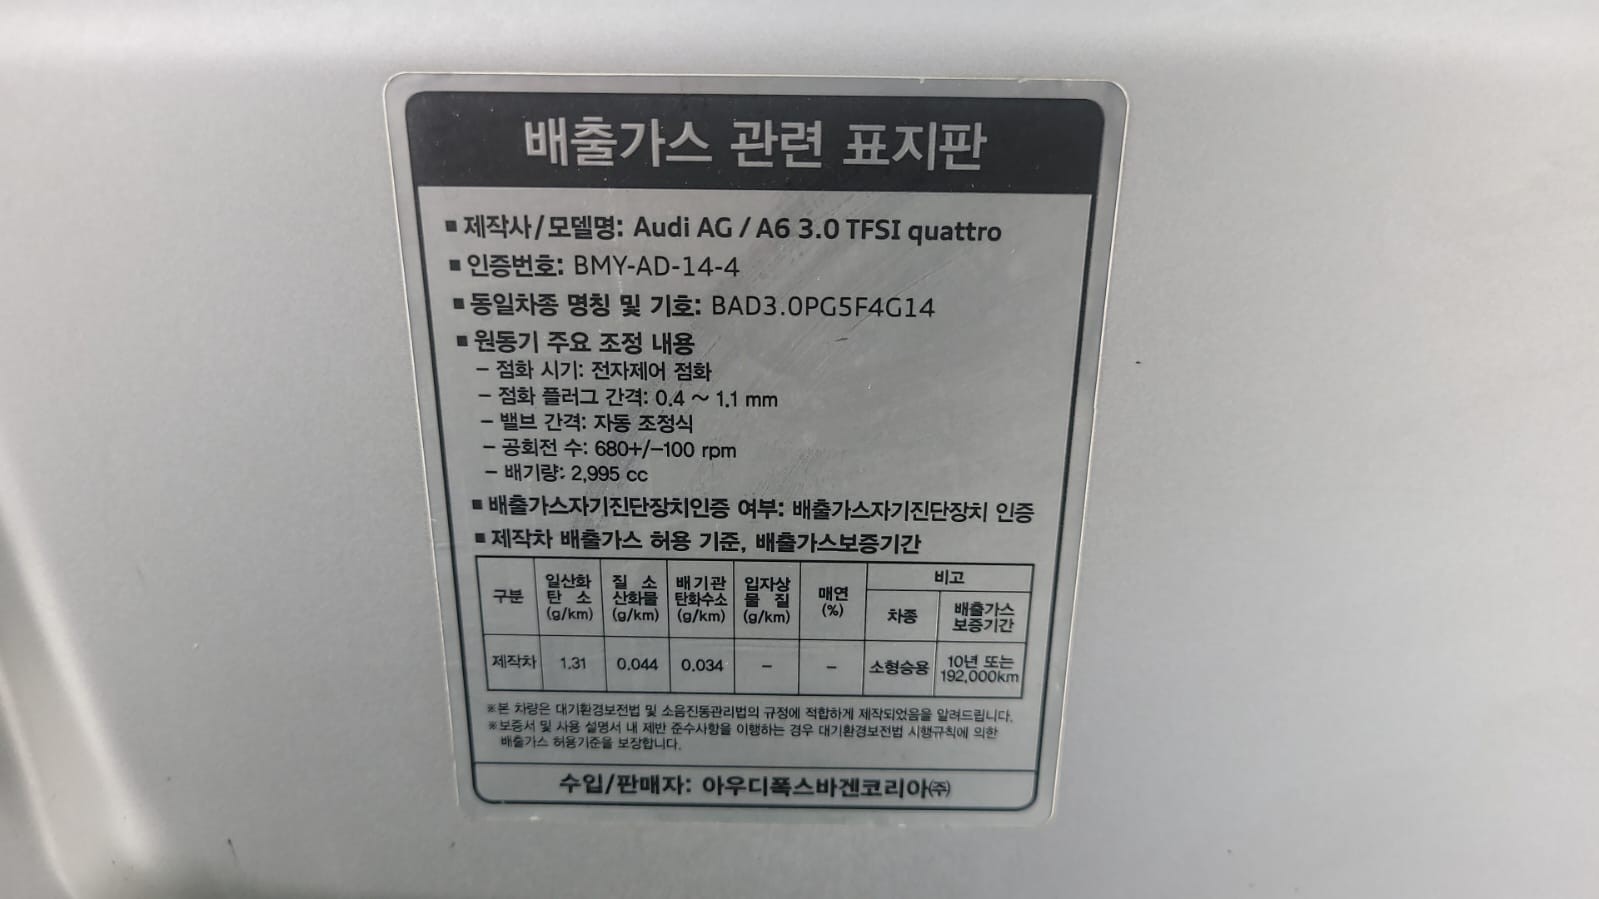 배출가스 관련 표지판
■ 제작사/모델명: Audi AG / A6 3.0 TFSI quattro
■ 인증번호: BMY-AD-14-4
■ 동일차종 명칭 및 기호: BAD3.0PG5F4G14
■ 원동기 주요 조정 내용
– 점화 시기: 전자제어 점화
– 점화 플러그 간격: 0.4 ~ 1.1 mm
– 밸브 간격: 자동 조정식
– 공회전 수: 680+/–100 rpm
– 배기량: 2,995 cc
■ 배출가스자기진단장치인증 여부: 배출가스자기진단장치 인증
■ 제작차 배출가스 허용 기준, 배출가스보증기간
구분 일산화 탄 소 (g/km) 질 소 산화물 (g/km) 배기관 탄화수소 (g/km) 입자상 물 질 (g/km) 매연 (%) 비고
차종 배출가스 보증기간
제작차 1.31 0.044 0.034 – – 소형승용 10년 또는 192,000km
※본 차량은 대기환경보전법 및 소음진동관리법의 규정에 적합하게 제작되었음을 알려드립니다.
※보증서 및 사용 설명서 내 제반 준수사항을 이행하는 경우 대기환경보전법 시행규칙에 의한
배출가스 허용기준을 보장합니다.
수입/판매자: 아우디폭스바겐코리아㈜